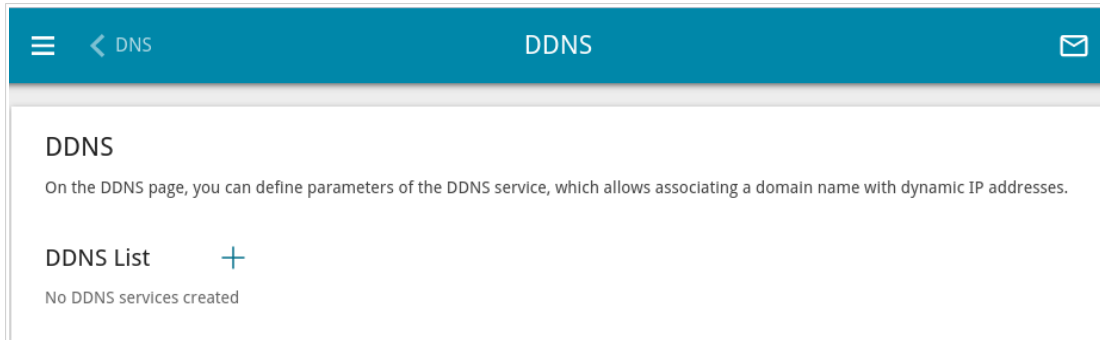 DNS
DDNS
DDNS
On the DDNS page, you can define parameters of the DDNS service, which allows associating a domain name with dynamic IP addresses.
DDNS List
No DDNS services created